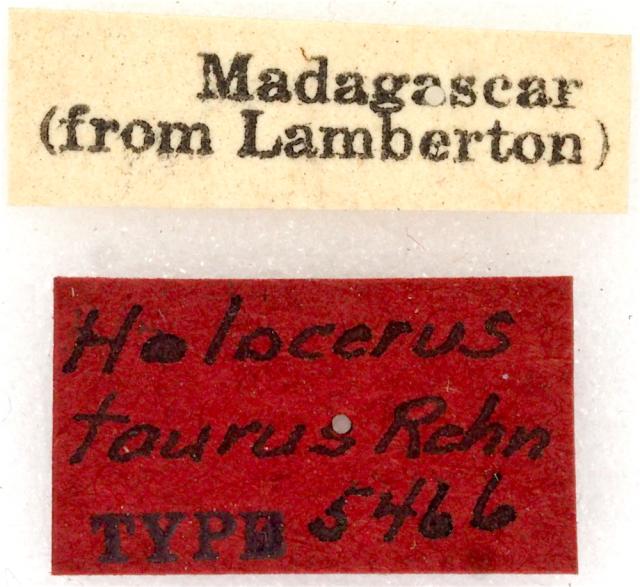 Madagascar
(from Lamberton)
Holocerus
taurus Rehn
TYPE 5466